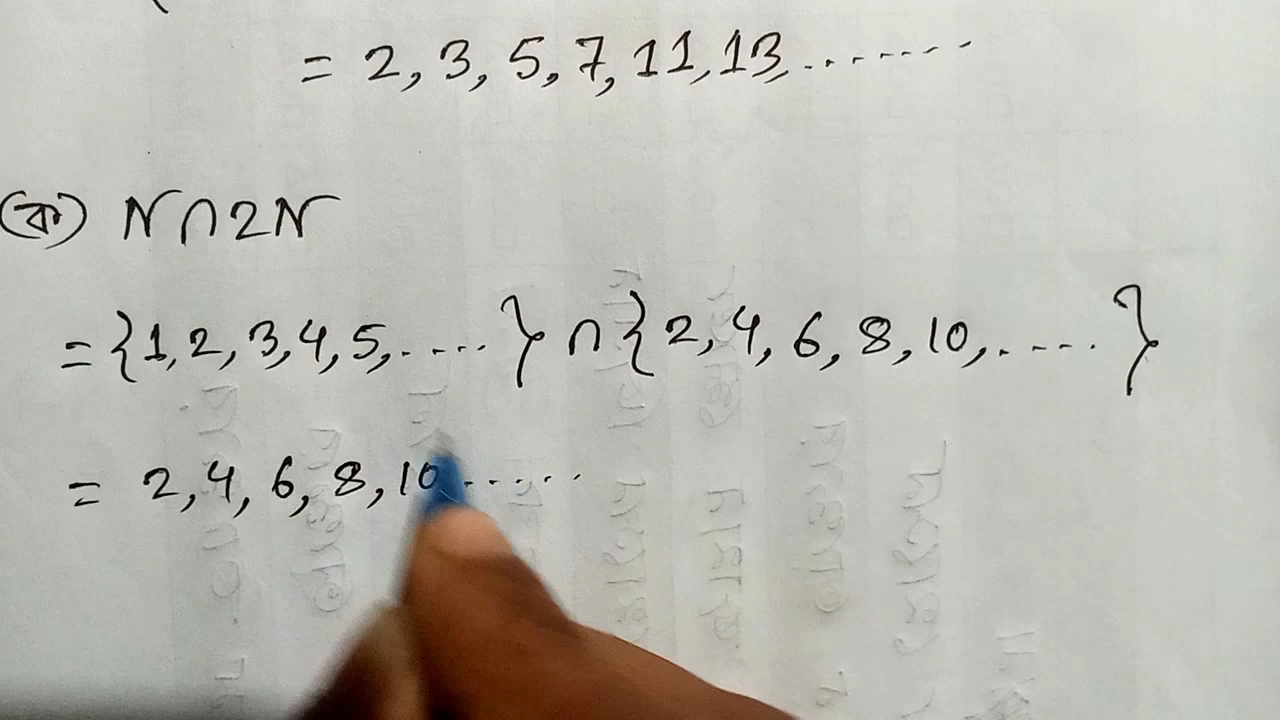 = 2, 3, 5, 7, 11, 13, .......
(ক) N∩2N
= {1, 2, 3, 4, 5, ..... } ∩ {2, 4, 6, 8, 10, ..... }
= 2, 4, 6, 8, 10 .....